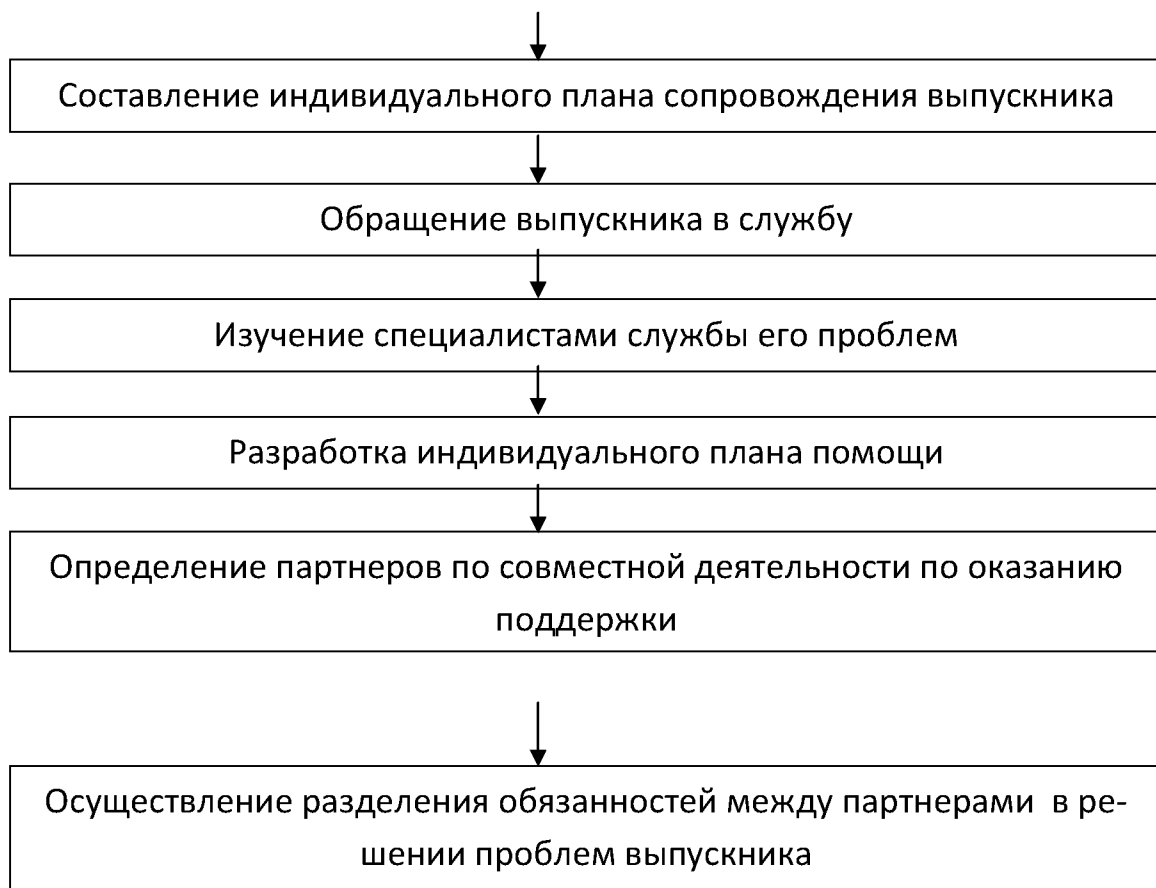 Составление индивидуального плана сопровождения выпускника
Обращение выпускника в службу
Изучение специалистами службы его проблем
Разработка индивидуального плана помощи
Определение партнеров по совместной деятельности по оказанию
поддержки
Осуществление разделения обязанностей между партнерами в ре-
шении проблем выпускника